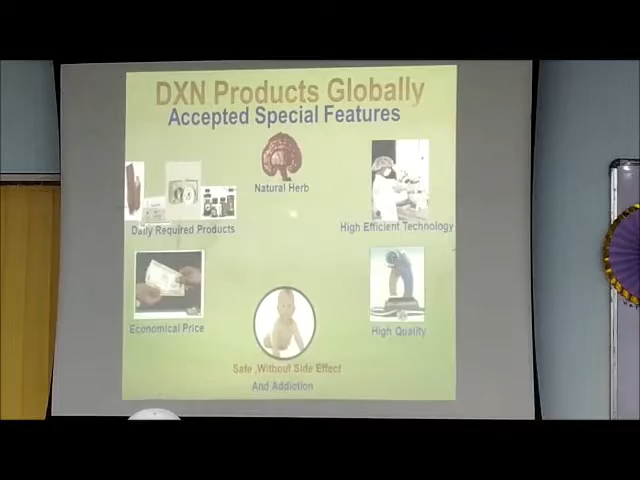 DXN Products Globally
Accepted Special Features
Natural Herb
Daily Required Products
High Efficient Technology
Economical Price
High Quality
Safe ,Without Side Effect
And Addiction